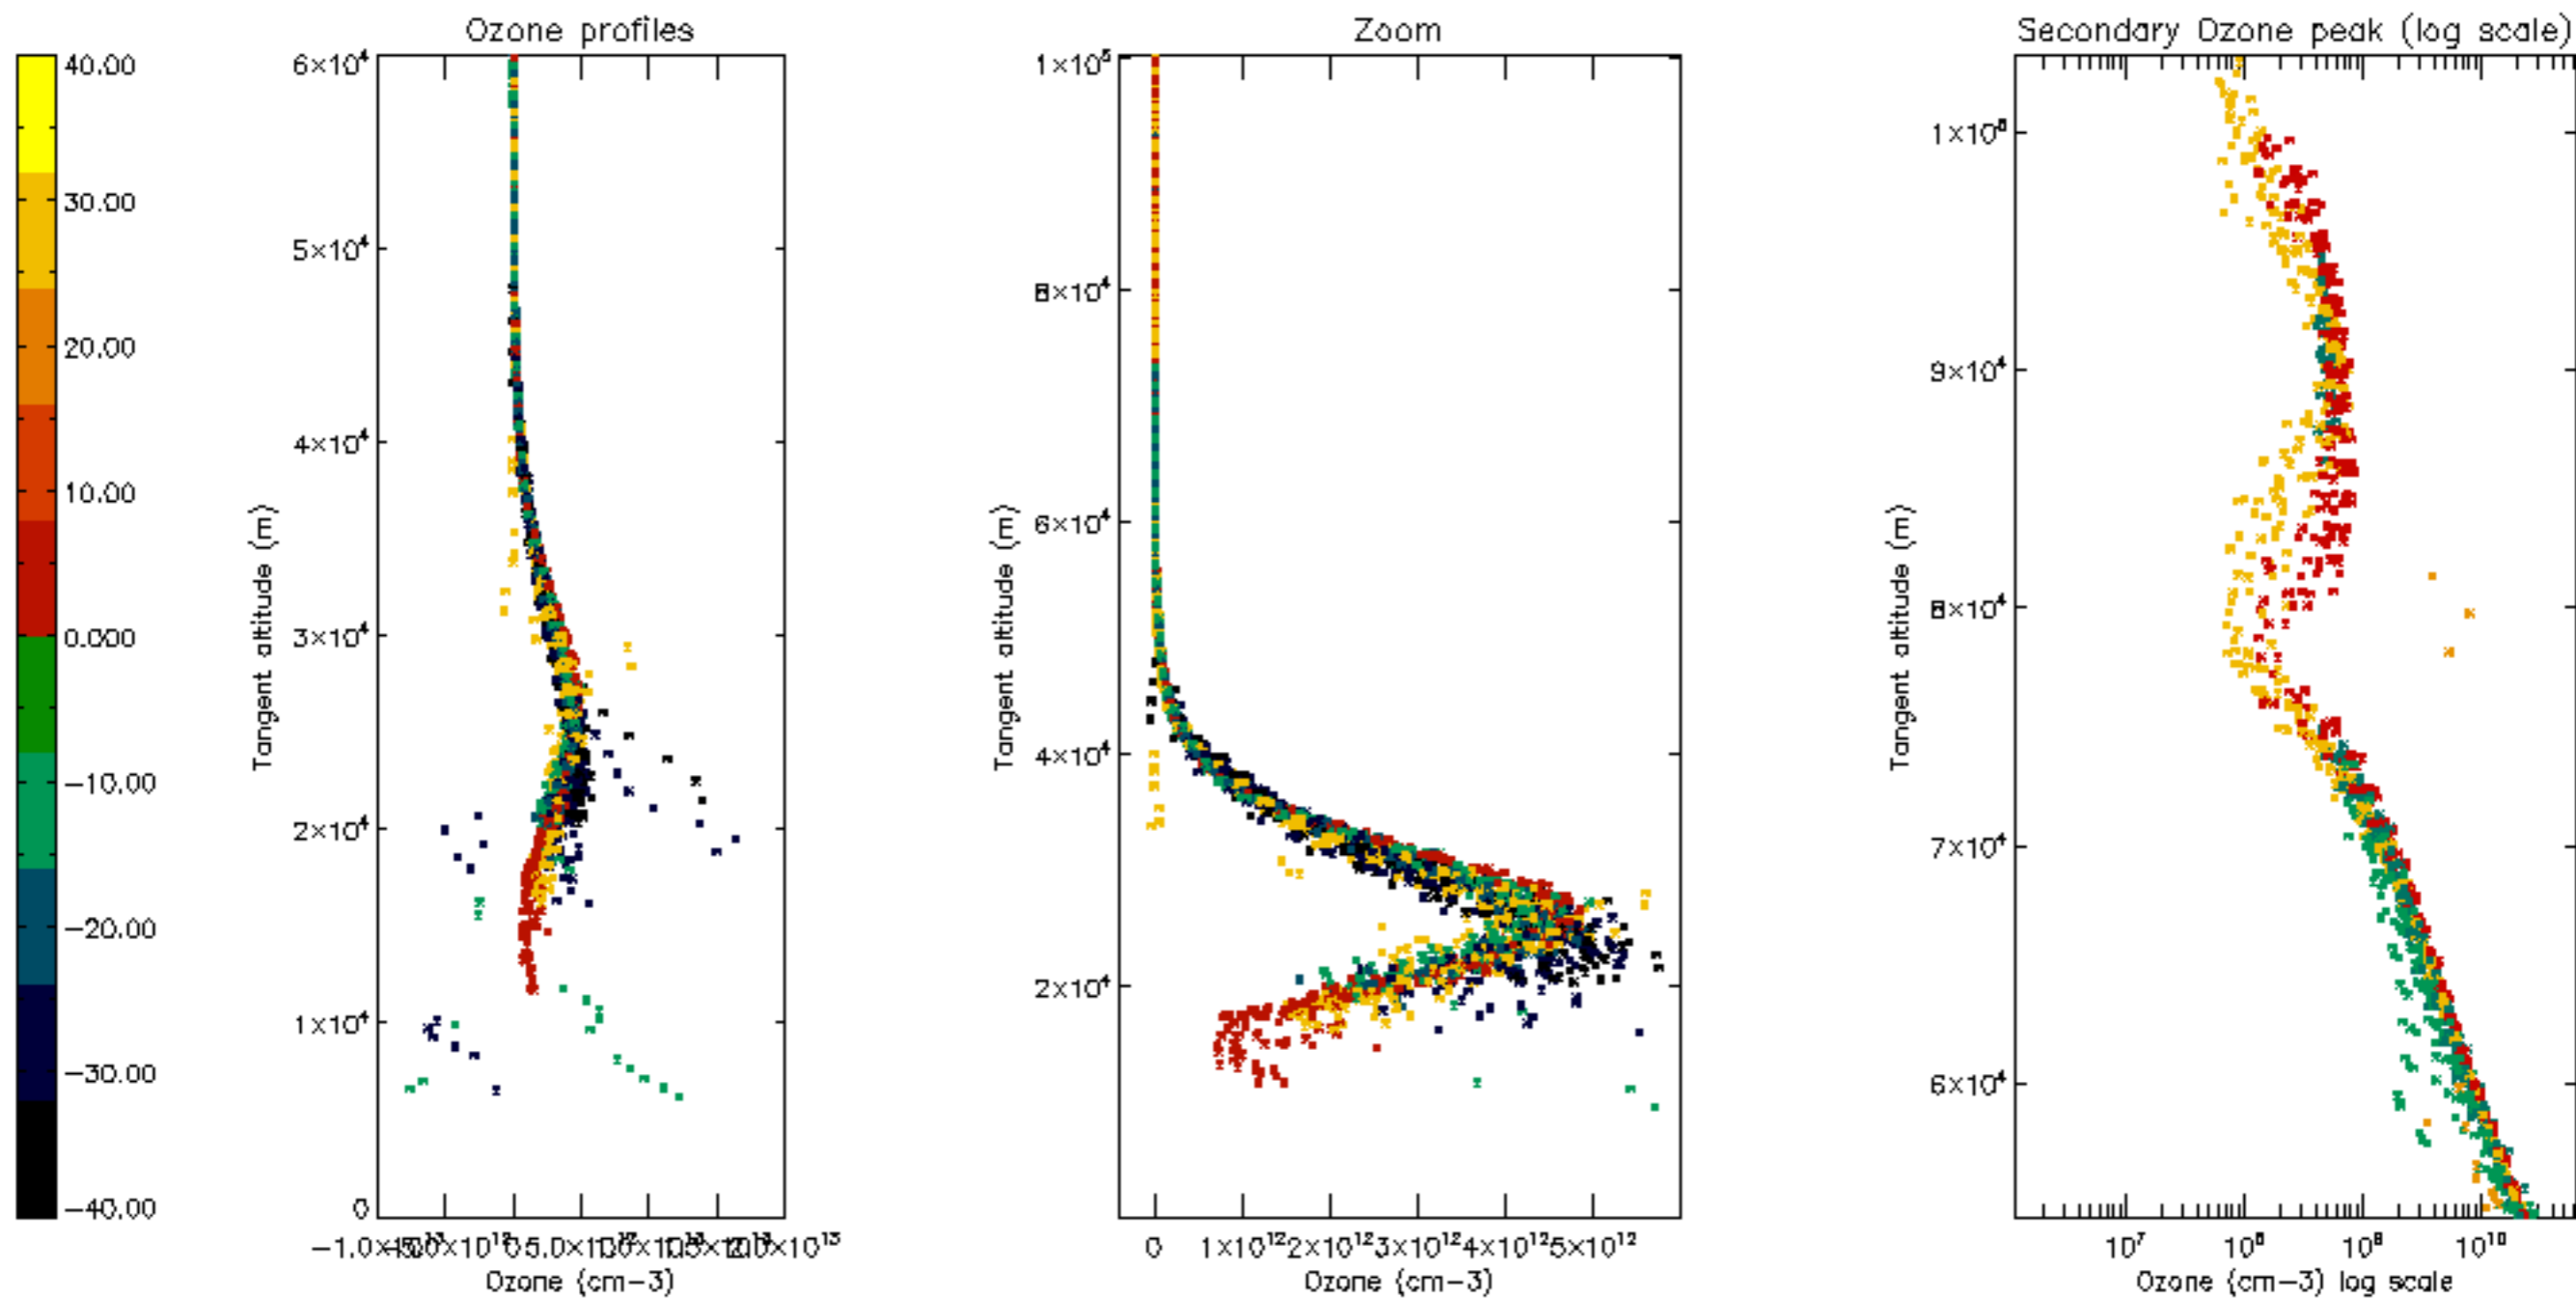 Ozone profiles
Zoom
Secondary Ozone peak (log scale)
40.00
30.00
20.00
10.00
-10.00
-20.00
-30.00
-40.00
6×10⁴
5×10⁴
4×10⁴
3×10⁴
2×10⁴
1×10⁴
0
Tangent altitude (m)
Ozone (cm-3)
1×10⁵
8×10⁴
6×10⁴
4×10⁴
2×10⁴
Tangent altitude (m)
0 1×10¹² 2×10¹² 3×10¹² 4×10¹² 5×10¹²
Ozone (cm-3)
9×10⁴
8×10⁴
7×10⁴
6×10⁴
Tangent altitude (m)
10⁷ 10⁸ 10⁹ 10¹⁰
Ozone (cm-3) log scale